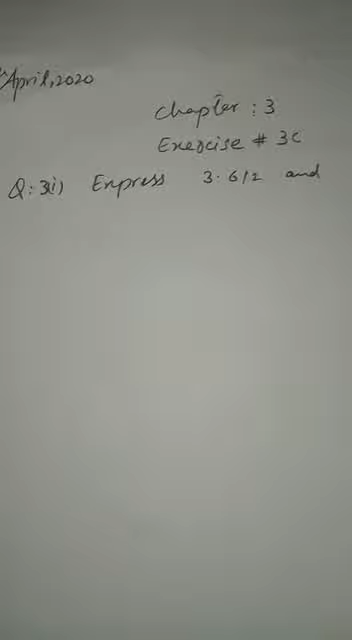 April, 2020
Chapter : 3
Exercise # 3c
Q: 3(i) Express 3.612 and